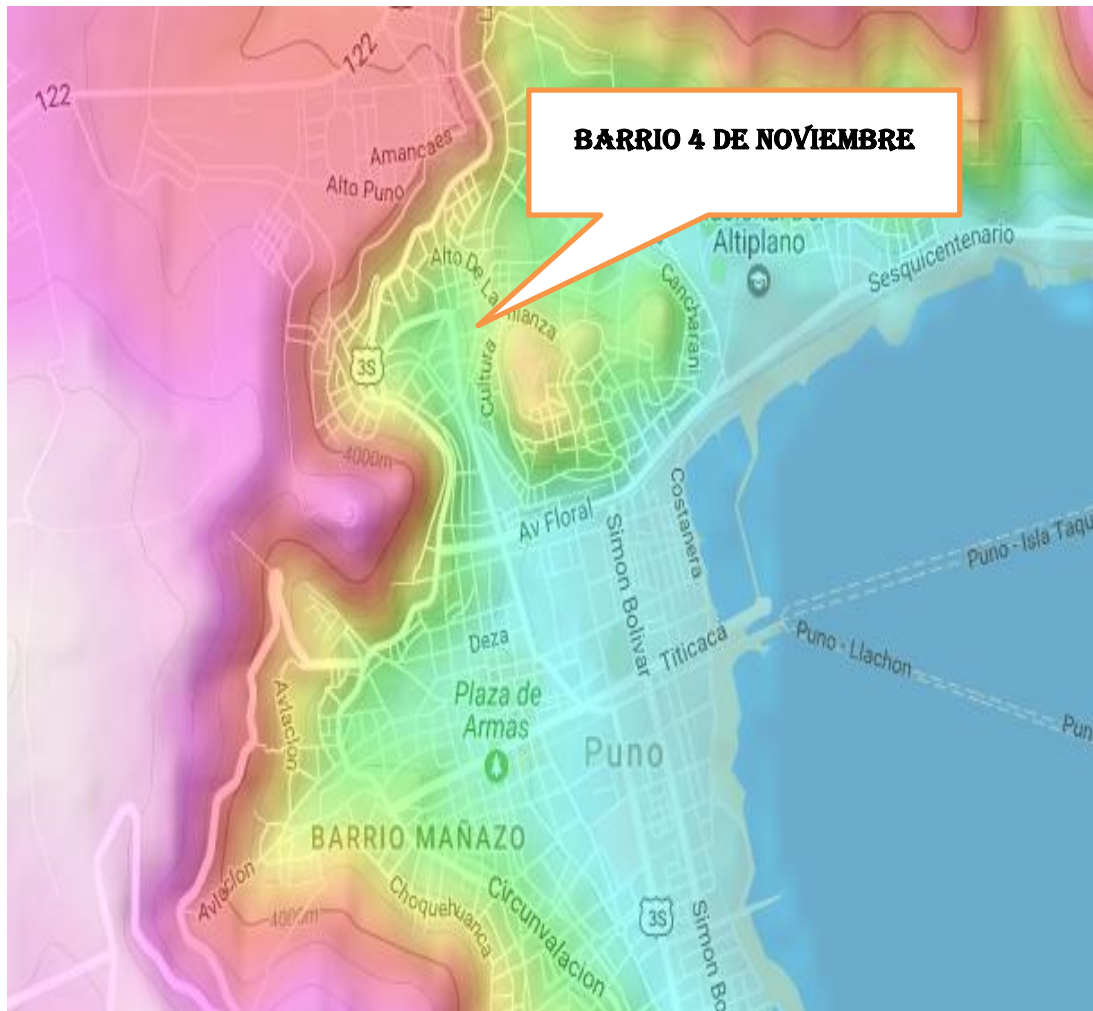 122
122
Amancaes
Alto Puno
BARRIO 4 DE NOVIEMBRE
Altiplano
Sesquicentenario
Alto De La
Cancharani
Cultura
3S
4000m
Costanera
Av Floral
Simon Bolivar
Puno - Isla Taqu
Deza
Titicaca
Puno - Llachon
Plaza de
Armas
Aviacion
Pun
Puno
BARRIO MAÑAZO
Aviacion
Choquehuanca
Circunvalacion
4000m
3S
Simon Bo